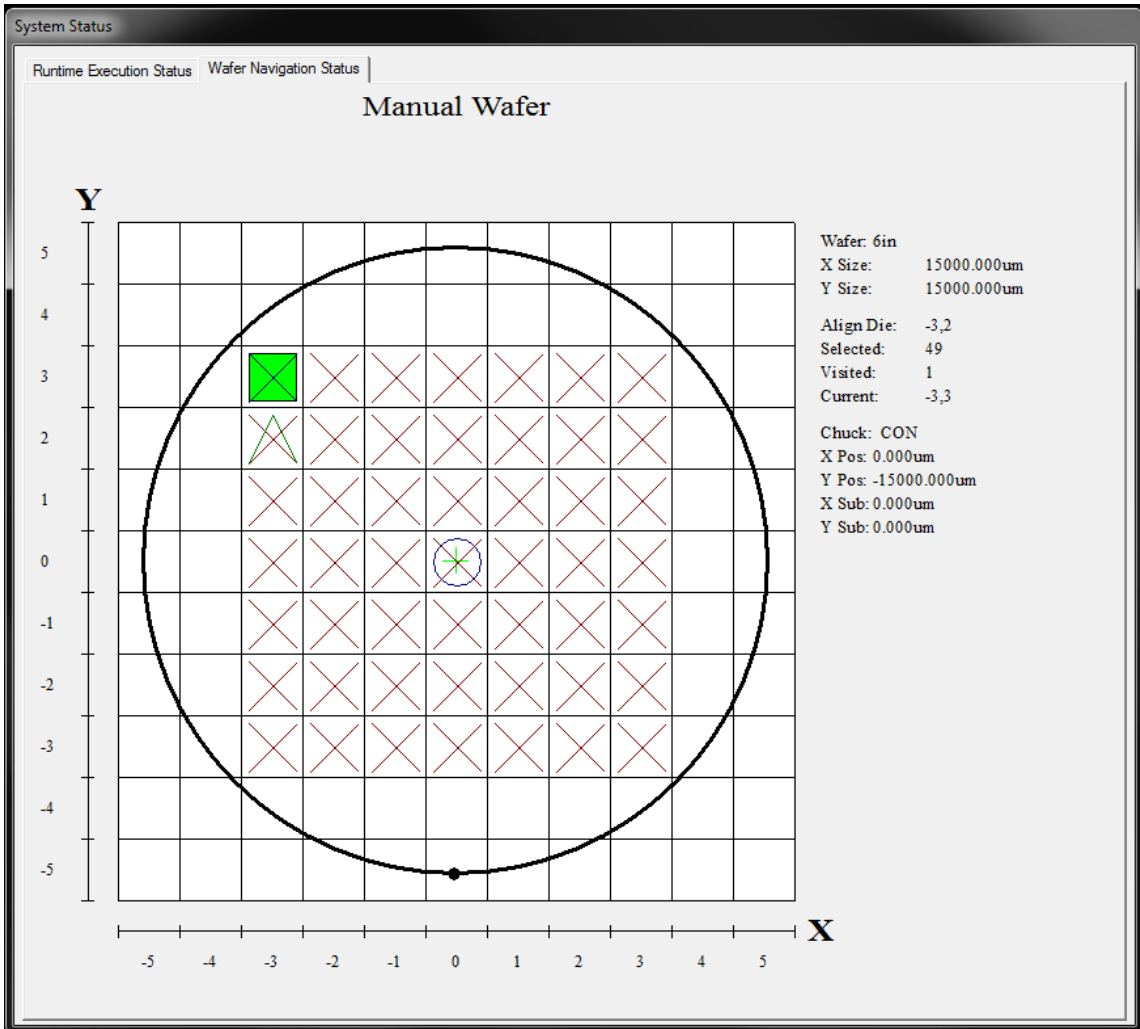 System Status
Runtime Execution Status Wafer Navigation Status
Manual Wafer
Y
5
4
3
2
1
0
-1
-2
-3
-4
-5
X
-5 -4 -3 -2 -1 0 1 2 3 4 5
Wafer: 6in
X Size: 15000.000um
Y Size: 15000.000um
Align Die: -3,2
Selected: 49
Visited: 1
Current: -3,3
Chuck: CON
X Pos: 0.000um
Y Pos: -15000.000um
X Sub: 0.000um
Y Sub: 0.000um